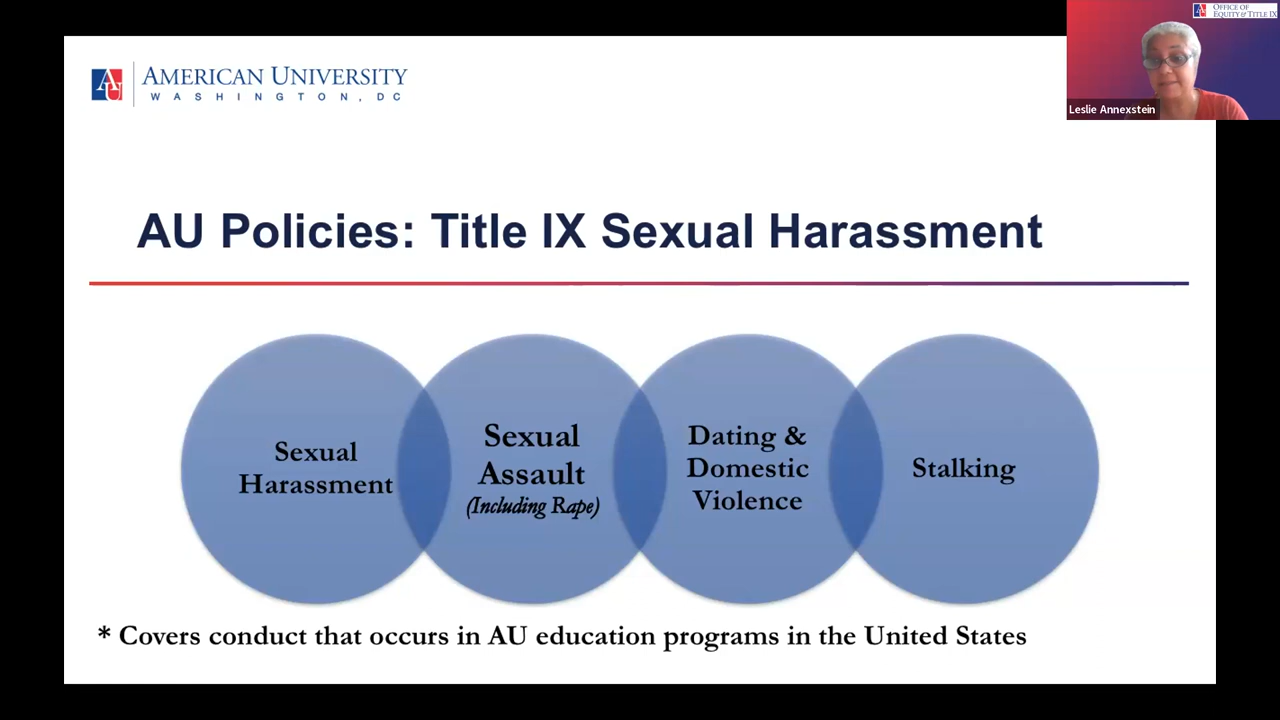 OFFICE OF
EQUITY & TITLE IX
Leslie Annexstein
AU
AMERICAN UNIVERSITY
WASHINGTON, DC
AU Policies: Title IX Sexual Harassment
Sexual
Harassment
Sexual
Assault
(Including Rape)
Dating &
Domestic
Violence
Stalking
* Covers conduct that occurs in AU education programs in the United States